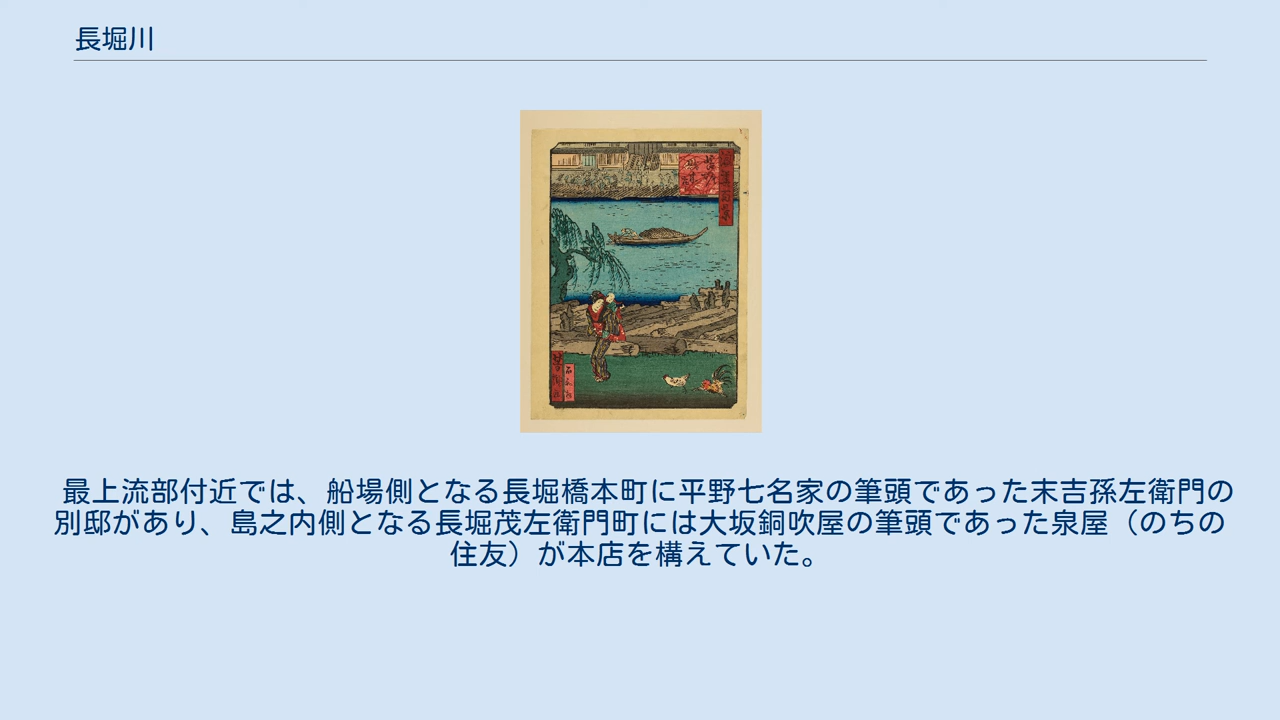 長堀川
最上流部付近では、船場側となる長堀橋本町に平野七名家の筆頭であった末吉孫左衛門の
別邸があり、島之内側となる長堀茂左衛門町には大坂銅吹屋の筆頭であった泉屋（のちの
住友）が本店を構えていた。